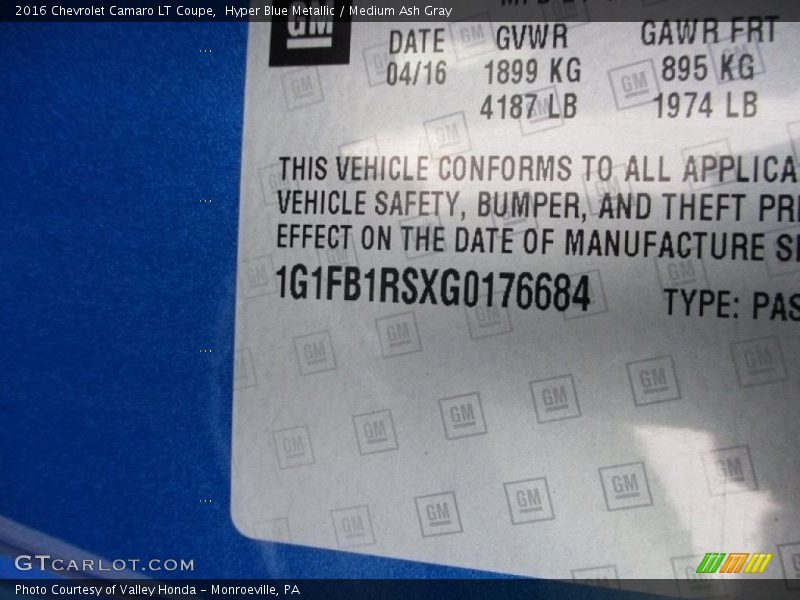 2016 Chevrolet Camaro LT Coupe, Hyper Blue Metallic / Medium Ash Gray
GM
DATE GVWR GAWR FRT
04/16 1899 KG 895 KG
4187 LB 1974 LB
THIS VEHICLE CONFORMS TO ALL APPLICA
VEHICLE SAFETY, BUMPER, AND THEFT PRE
EFFECT ON THE DATE OF MANUFACTURE S
1G1FB1RSXG0176684 TYPE: PAS
GTCARLOT.COM
Photo Courtesy of Valley Honda - Monroeville, PA